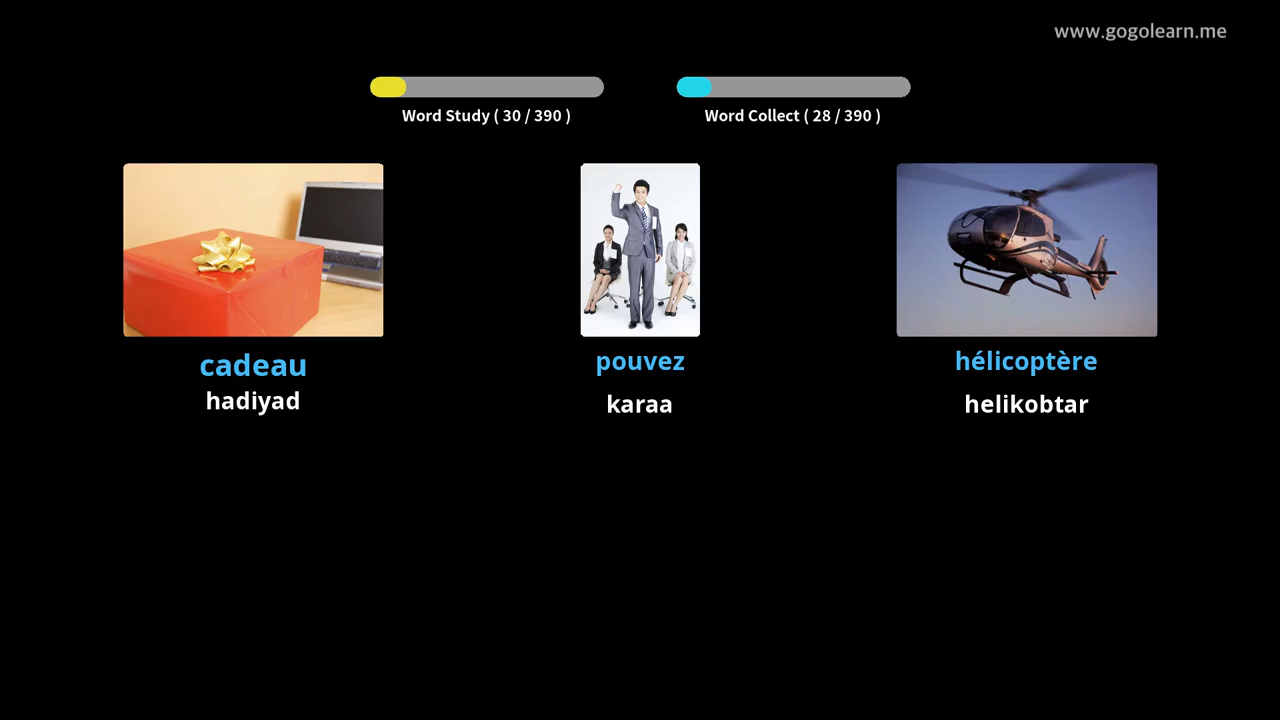 www.gogolearn.me
Word Study ( 30 / 390 )
Word Collect ( 28 / 390 )
cadeau
hadiyad
pouvez
karaa
hélicoptère
helikobtar